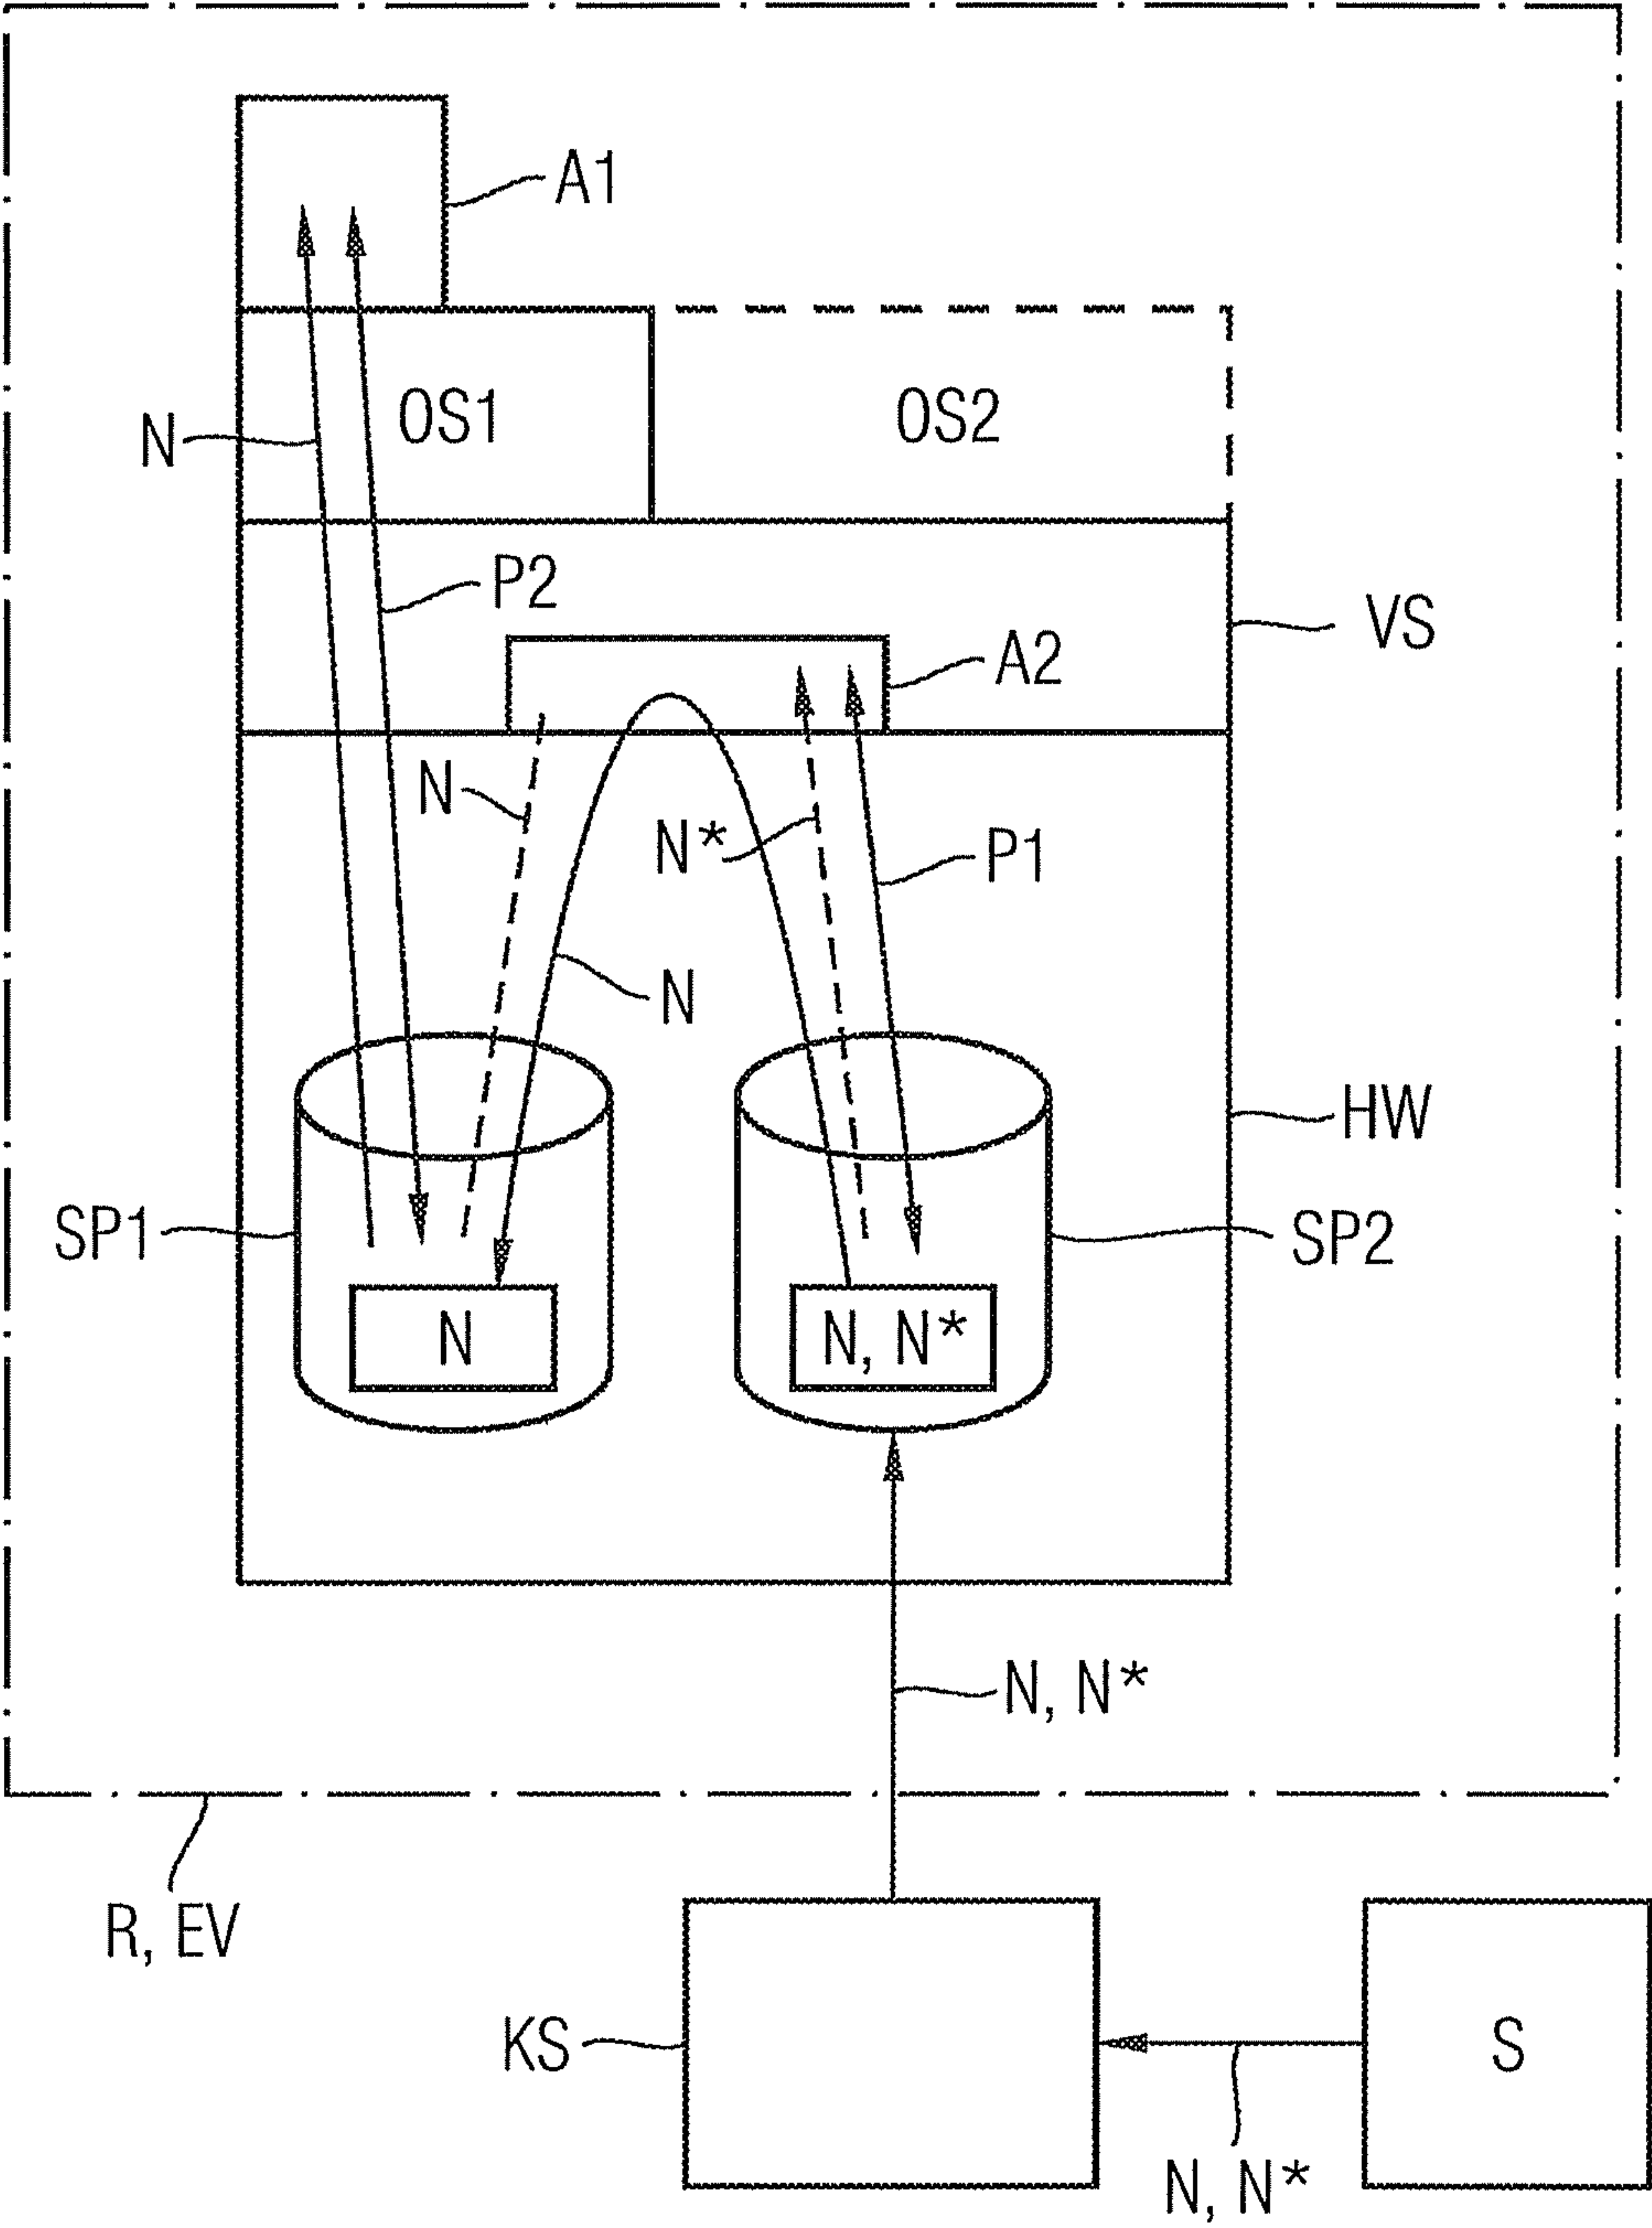 A1
N
OS1
OS2
P2
VS
A2
N
N*
P1
N
HW
SP1
SP2
N
N, N*
N, N*
R, EV
KS
S
N, N*